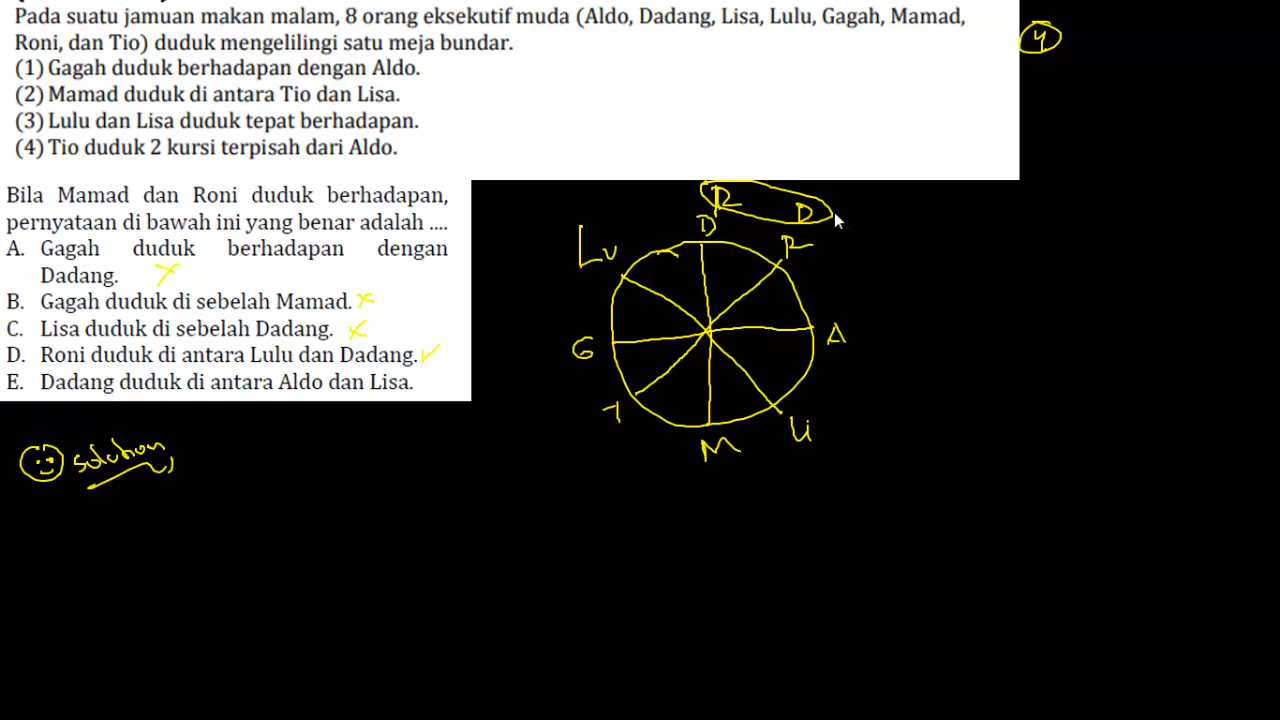 Pada suatu jamuan makan malam, 8 orang eksekutif muda (Aldo, Dadang, Lisa, Lulu, Gagah, Mamad,
Roni, dan Tio) duduk mengelilingi satu meja bundar.
(1) Gagah duduk berhadapan dengan Aldo.
(2) Mamad duduk di antara Tio dan Lisa.
(3) Lulu dan Lisa duduk tepat berhadapan.
(4) Tio duduk 2 kursi terpisah dari Aldo.
Bila Mamad dan Roni duduk berhadapan,
pernyataan di bawah ini yang benar adalah ....
A. Gagah duduk berhadapan dengan
Dadang.
B. Gagah duduk di sebelah Mamad.
C. Lisa duduk di sebelah Dadang.
D. Roni duduk di antara Lulu dan Dadang.
E. Dadang duduk di antara Aldo dan Lisa.
R
D
D
R
Lu
A
G
T
Li
M
solution